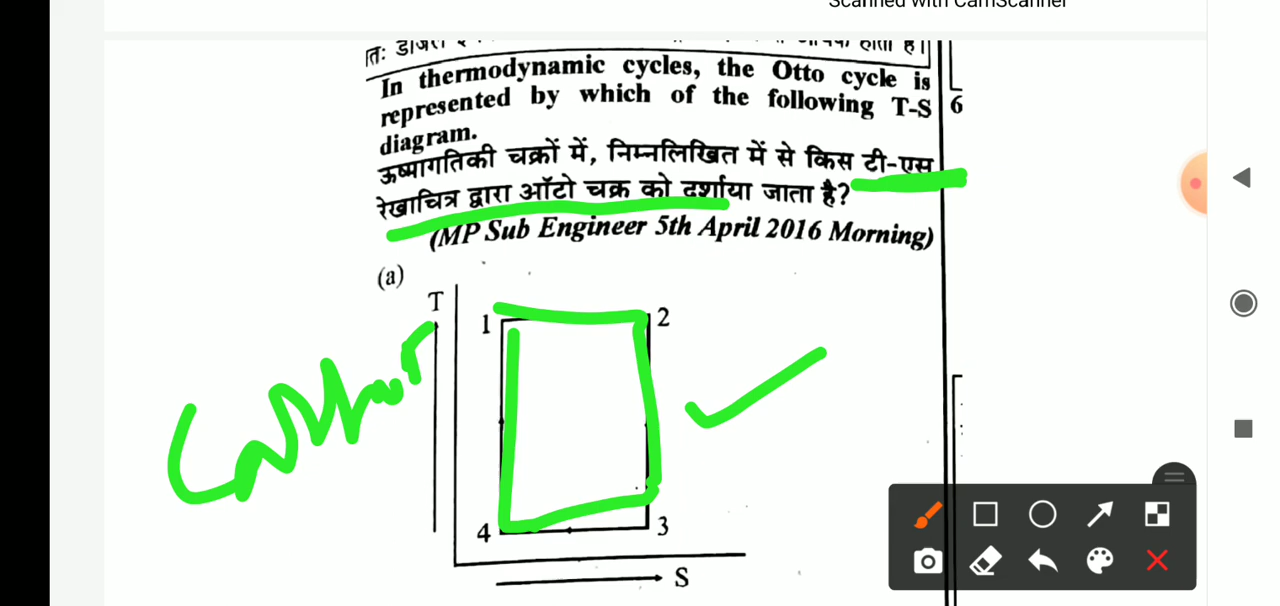 Scanned with CamScanner
In thermodynamic cycles, the Otto cycle is
represented by which of the following T-S
6
diagram.
ऊष्मागतिकी चक्रों में, निम्नलिखित में से किस टी-एस
रेखाचित्र द्वारा ऑटो चक्र को दर्शाया जाता है?
(MP Sub Engineer 5th April 2016 Morning)
(a)
T
1
2
4
3
S